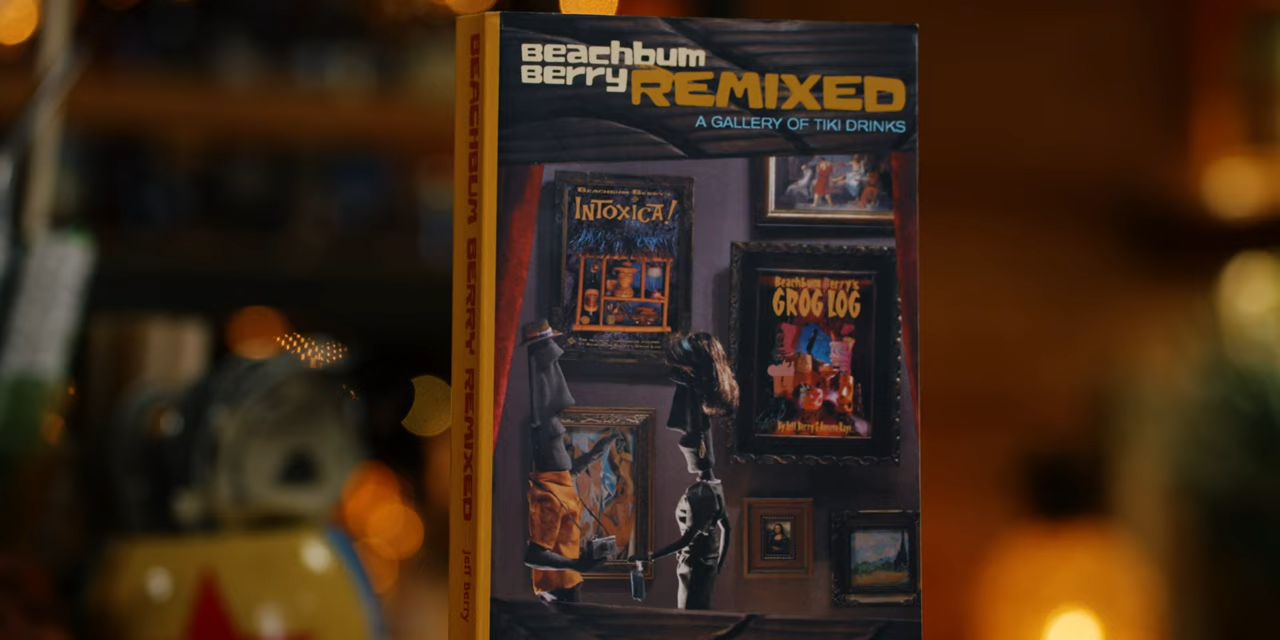 BEACHBUM BERRY REMIXED
Jeff Berry
Beachbum
Berry REMIXED
A GALLERY OF TIKI DRINKS
BEACHBUM BERRY'S
INTOXICA!
Beachbum Berry's
GROG LOG
By Jeff Berry & Annene Kaye